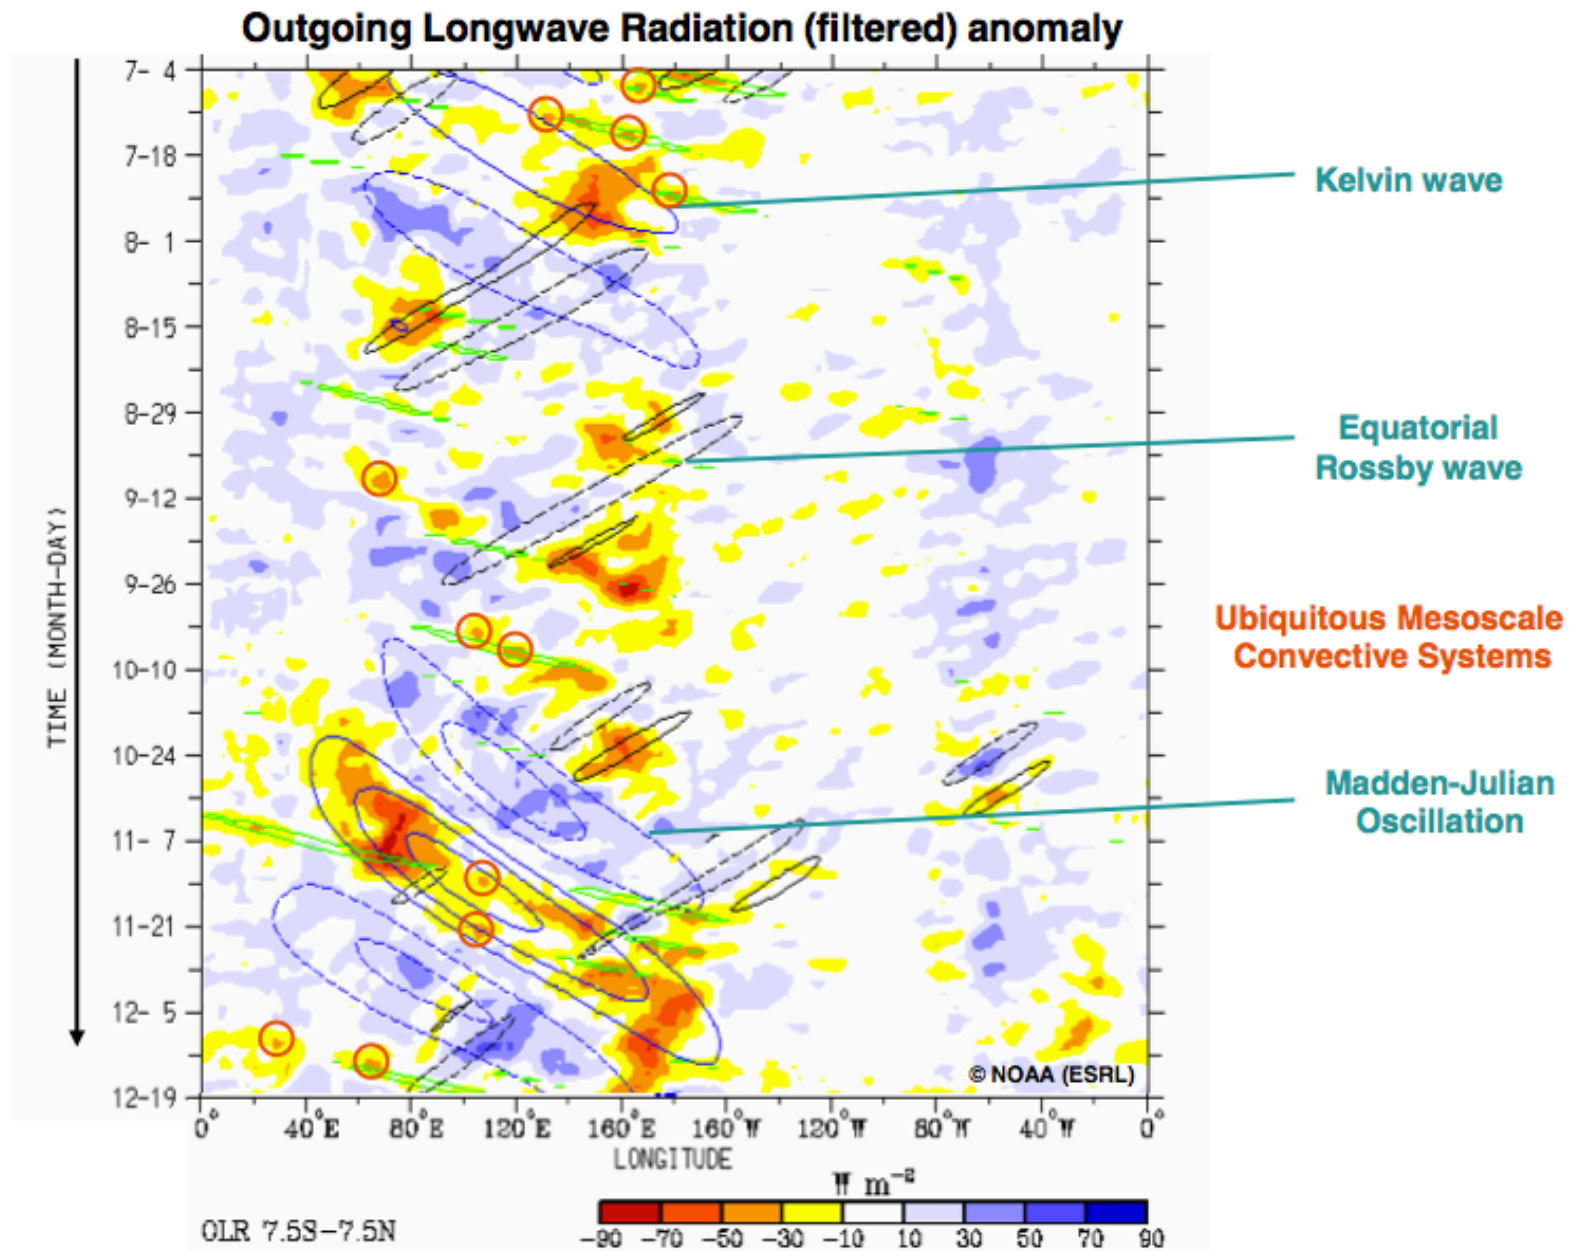 Outgoing Longwave Radiation (filtered) anomaly
7- 4
7-18
8- 1
8-15
8-29
9-12
9-26
10-10
10-24
11- 7
11-21
12- 5
12-19
TIME (MONTH-DAY)
Kelvin wave
Equatorial
Rossby wave
Ubiquitous Mesoscale
Convective Systems
Madden-Julian
Oscillation
© NOAA (ESRL)
0° 40°E 80°E 120°E 160°E 160°W 120°W 80°W 40°W 0°
LONGITUDE
W m⁻²
OLR 7.5S-7.5N
-90 -70 -50 -30 -10 10 30 50 70 90